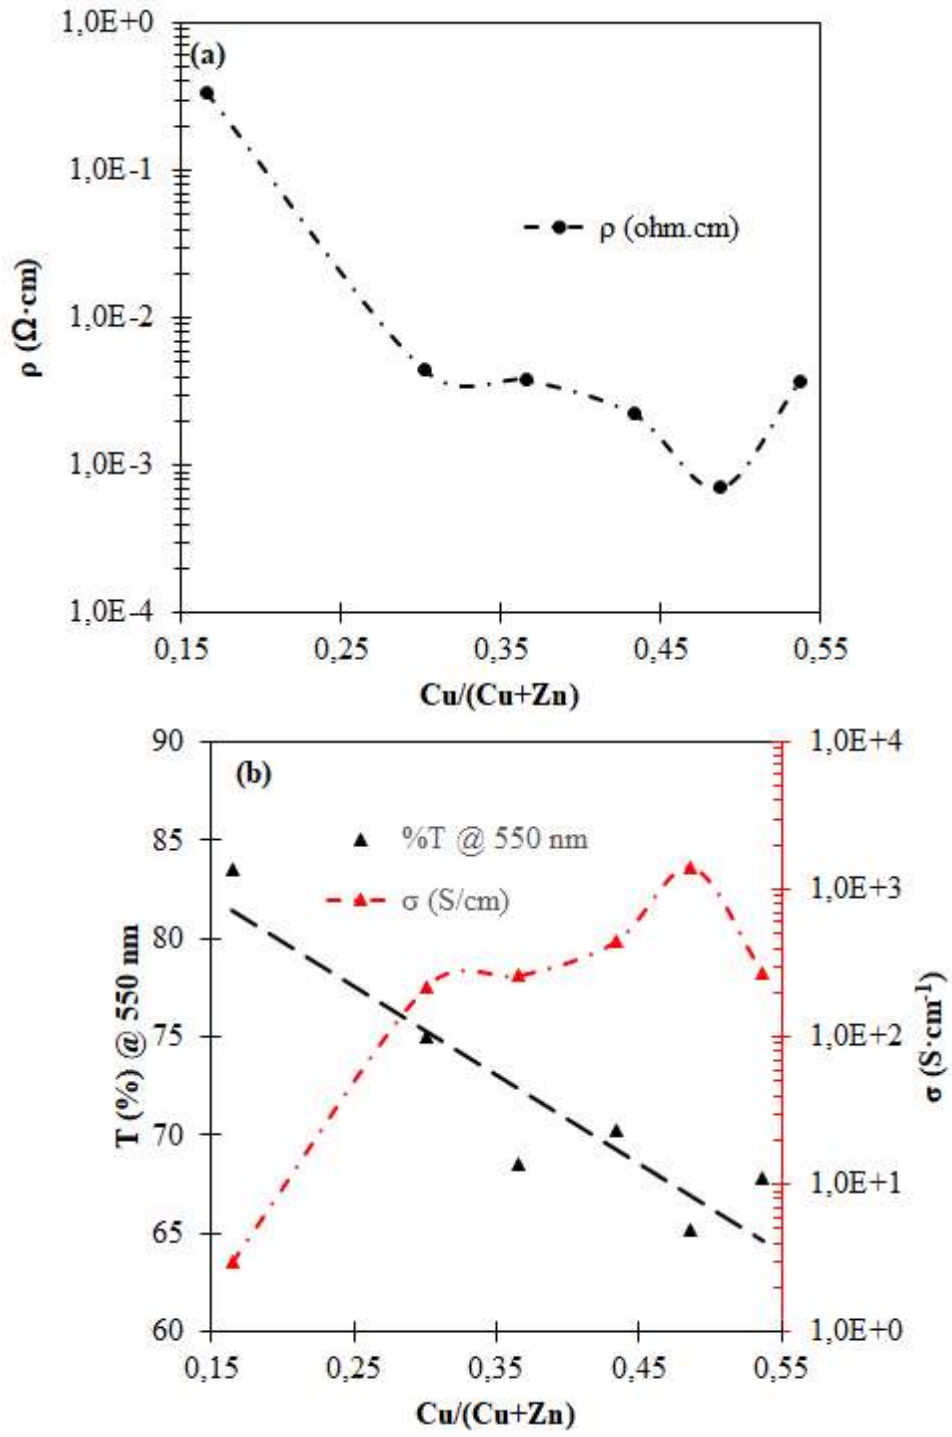 1,0E+0
(a)
1,0E-1
ρ (ohm.cm)
1,0E-2
ρ (Ω·cm)
1,0E-3
1,0E-4
0,15 0,25 0,35 0,45 0,55
Cu/(Cu+Zn)
90 1,0E+4
(b)
85 %T @ 550 nm
1,0E+3
σ (S/cm)
80
T (%) @ 550 nm
75 1,0E+2
σ (S·cm⁻¹)
70
1,0E+1
65
60 1,0E+0
0,15 0,25 0,35 0,45 0,55
Cu/(Cu+Zn)